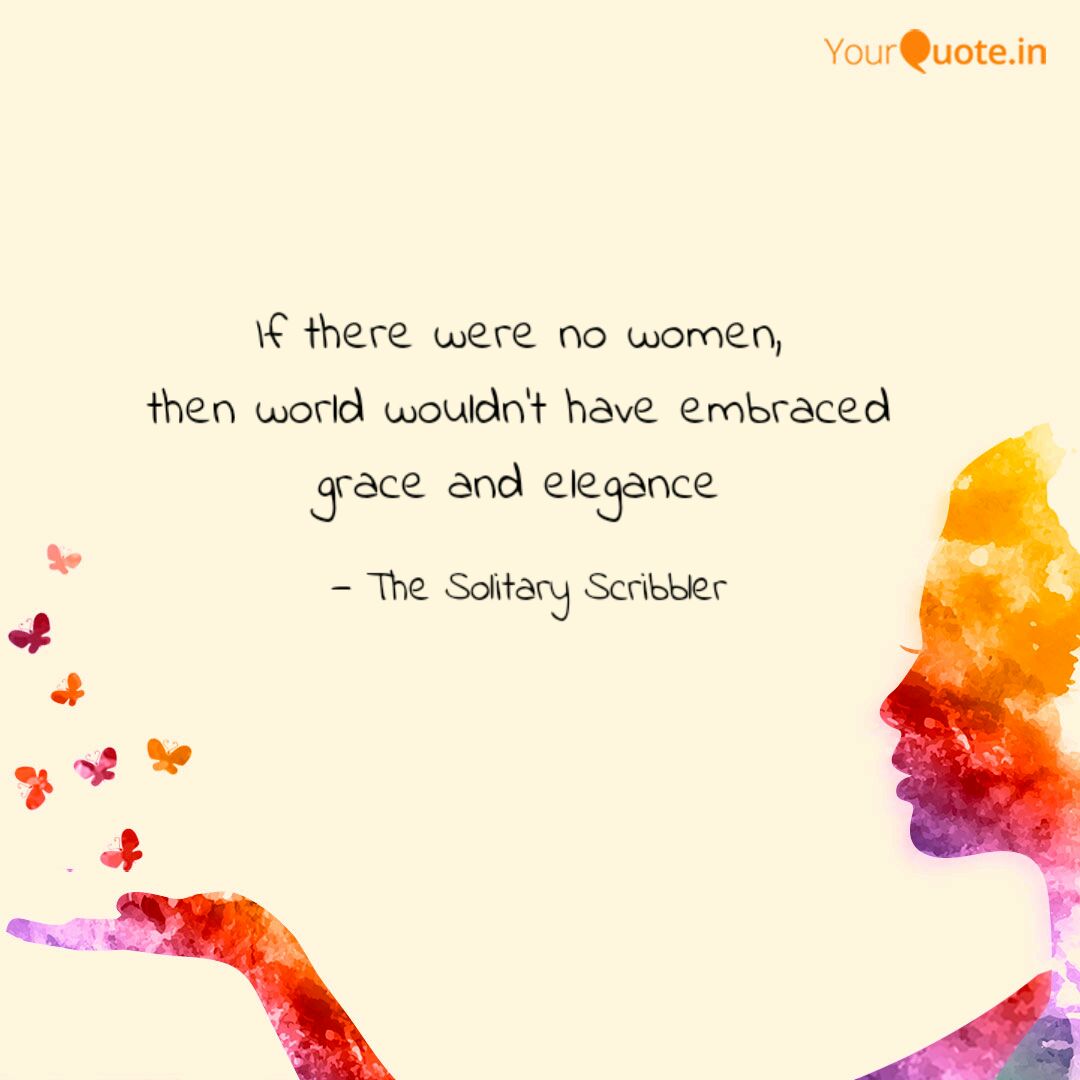 YourQuote.in
If there were no women,
then world wouldn't have embraced
grace and elegance
- The Solitary Scribbler